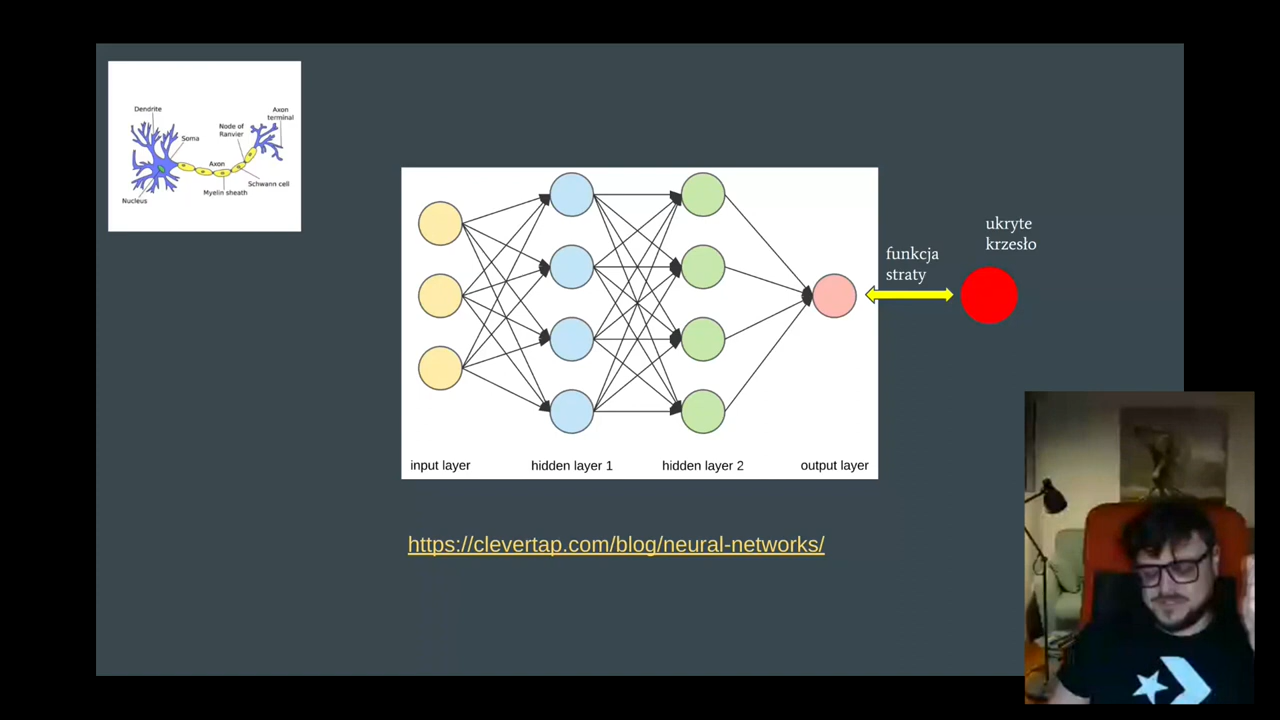 Dendrite
Axon
terminal
Node of
Ranvier
Soma
Axon
Schwann cell
Myelin sheath
Nucleus
ukryte
krzesło
funkcja
straty
input layer
hidden layer 1
hidden layer 2
output layer
https://clevertap.com/blog/neural-networks/